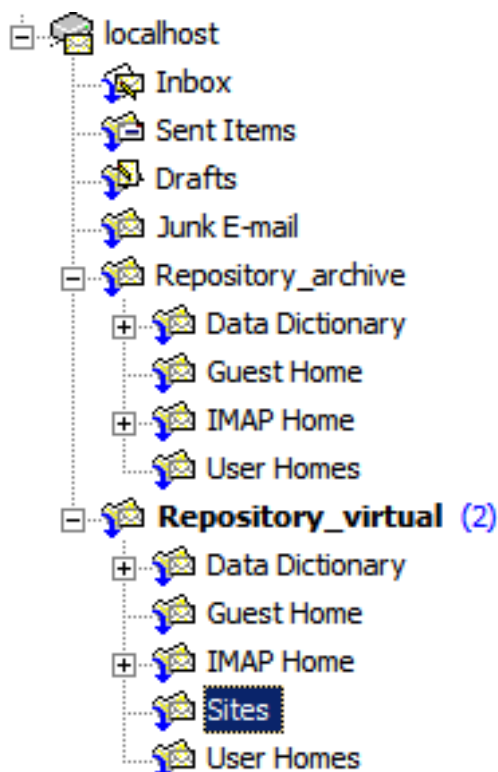 localhost
Inbox
Sent Items
Drafts
Junk E-mail
Repository_archive
Data Dictionary
Guest Home
IMAP Home
User Homes
Repository_virtual (2)
Data Dictionary
Guest Home
IMAP Home
Sites
User Homes